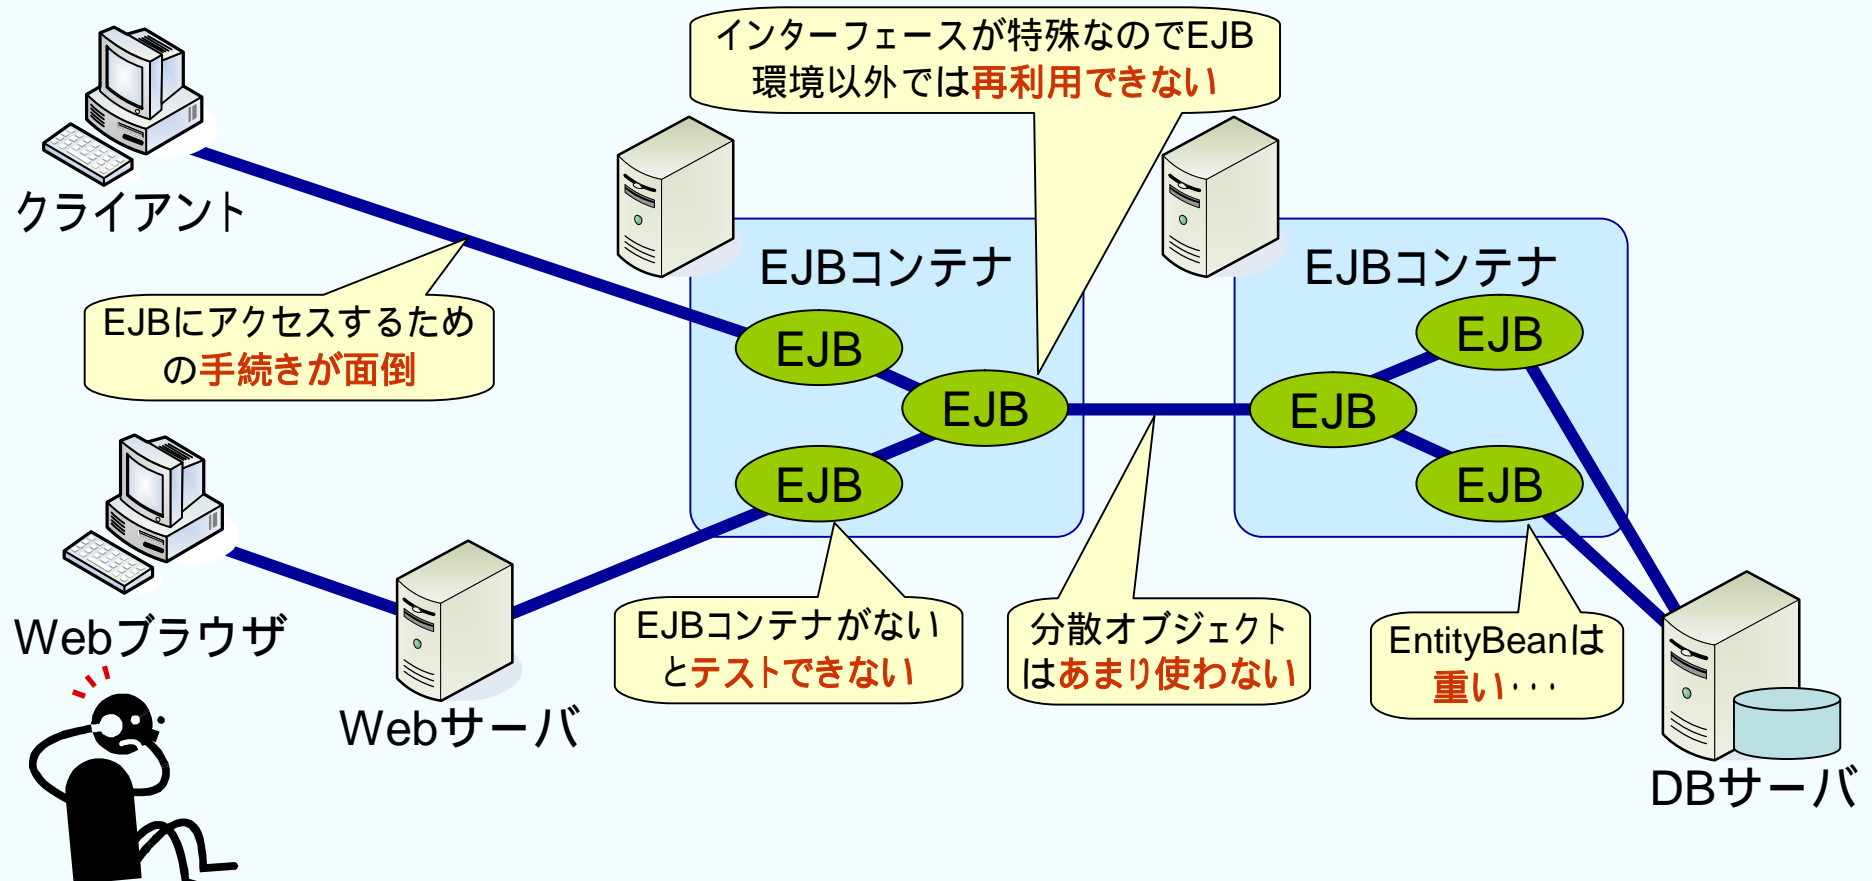 インターフェースが特殊なのでEJB
環境以外では再利用できない
クライアント
EJBコンテナ
EJBコンテナ
EJBにアクセスするため
の手続きが面倒
EJB
EJB
EJB
EJB
EJB
EJB
Webブラウザ
EJBコンテナがない
とテストできない
分散オブジェクト
はあまり使わない
EntityBeanは
重い･･･
Webサーバ
DBサーバ